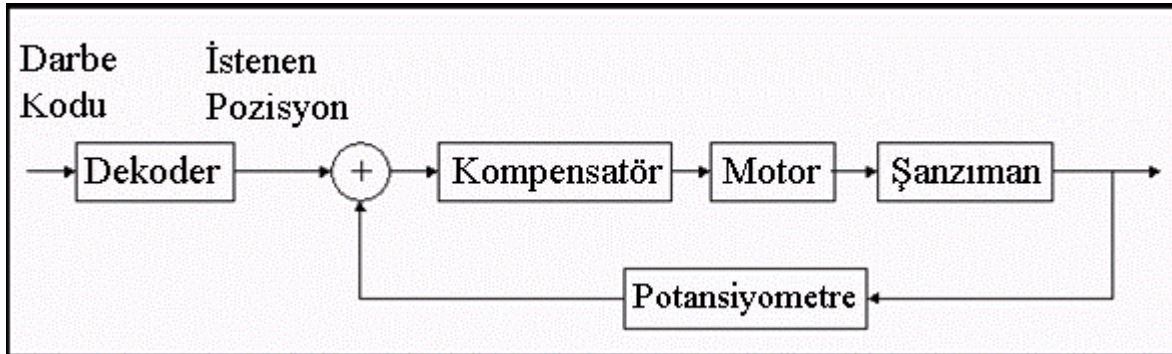 Darbe İstenen
Kodu Pozisyon
Dekoder + Kompensatör Motor Şanzıman
Potansiyometre